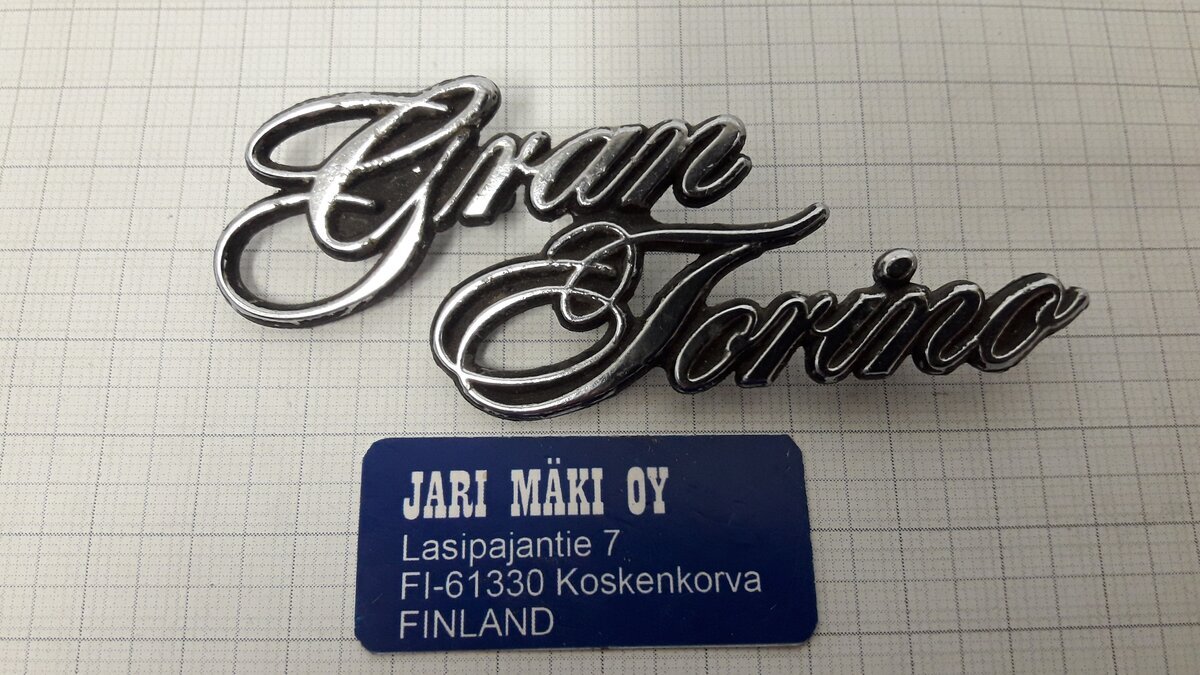 Gran
Torino
JARI MÄKI OY
Lasipajantie 7
FI-61330 Koskenkorva
FINLAND